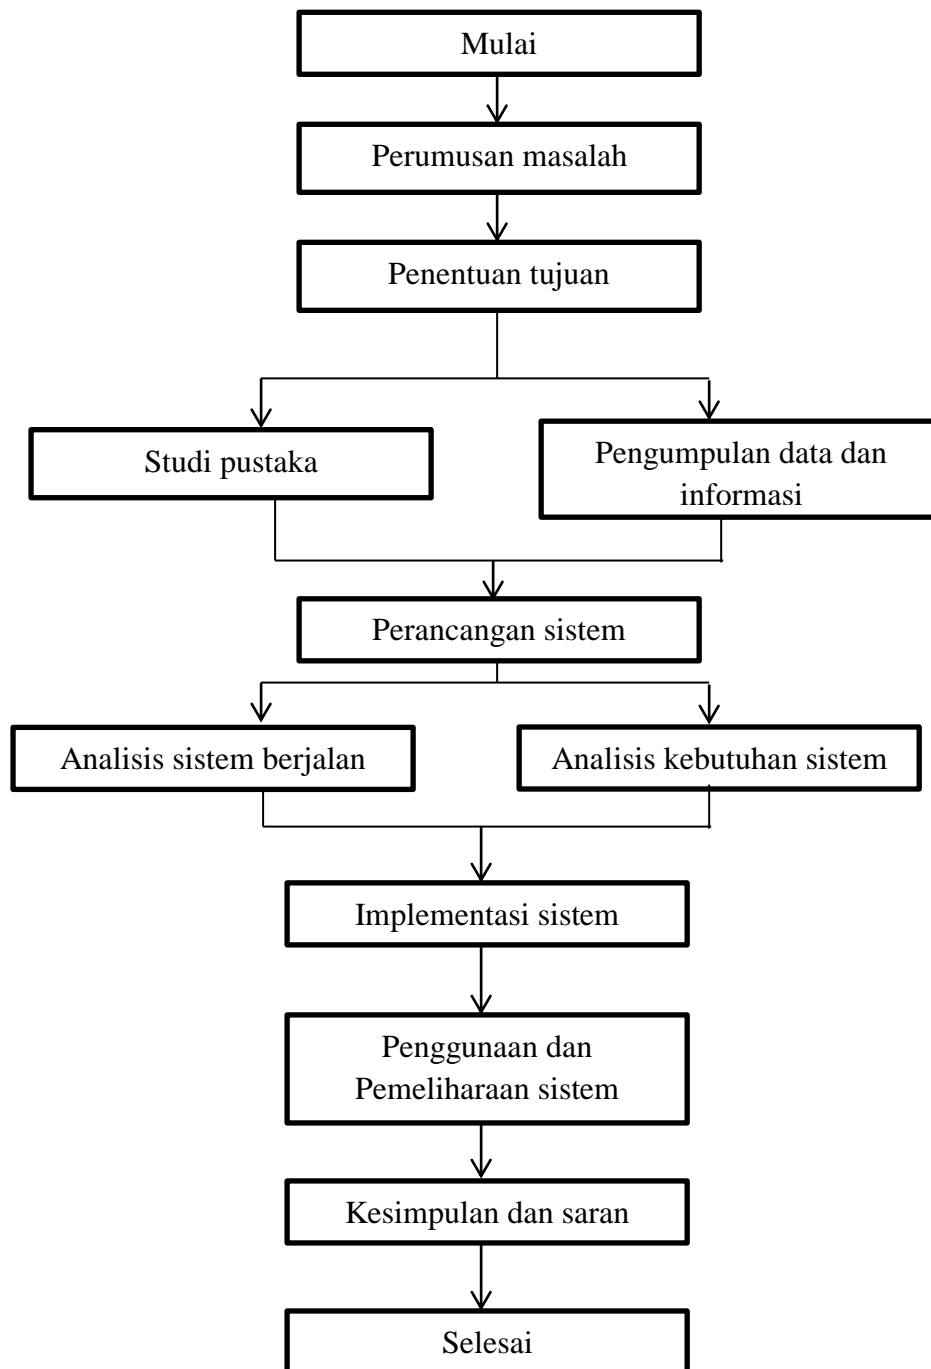 Mulai
Perumusan masalah
Penentuan tujuan
Studi pustaka
Pengumpulan data dan
informasi
Perancangan sistem
Analisis sistem berjalan
Analisis kebutuhan sistem
Implementasi sistem
Penggunaan dan
Pemeliharaan sistem
Kesimpulan dan saran
Selesai